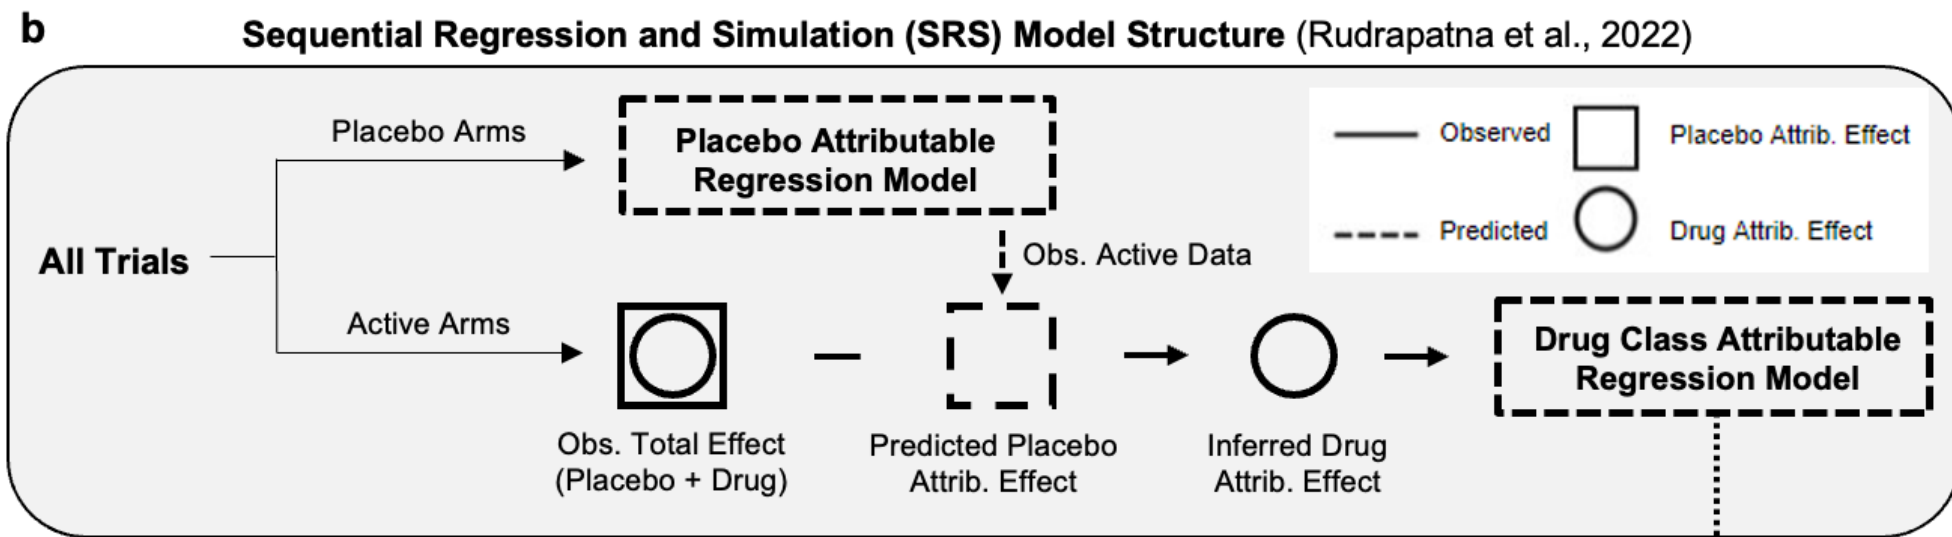 b
Sequential Regression and Simulation (SRS) Model Structure (Rudrapatna et al., 2022)
Placebo Arms
Placebo Attributable
Regression Model
Observed
Placebo Attrib. Effect
Predicted
Drug Attrib. Effect
All Trials
Obs. Active Data
Active Arms
Drug Class Attributable
Regression Model
Obs. Total Effect
(Placebo + Drug)
Predicted Placebo
Attrib. Effect
Inferred Drug
Attrib. Effect